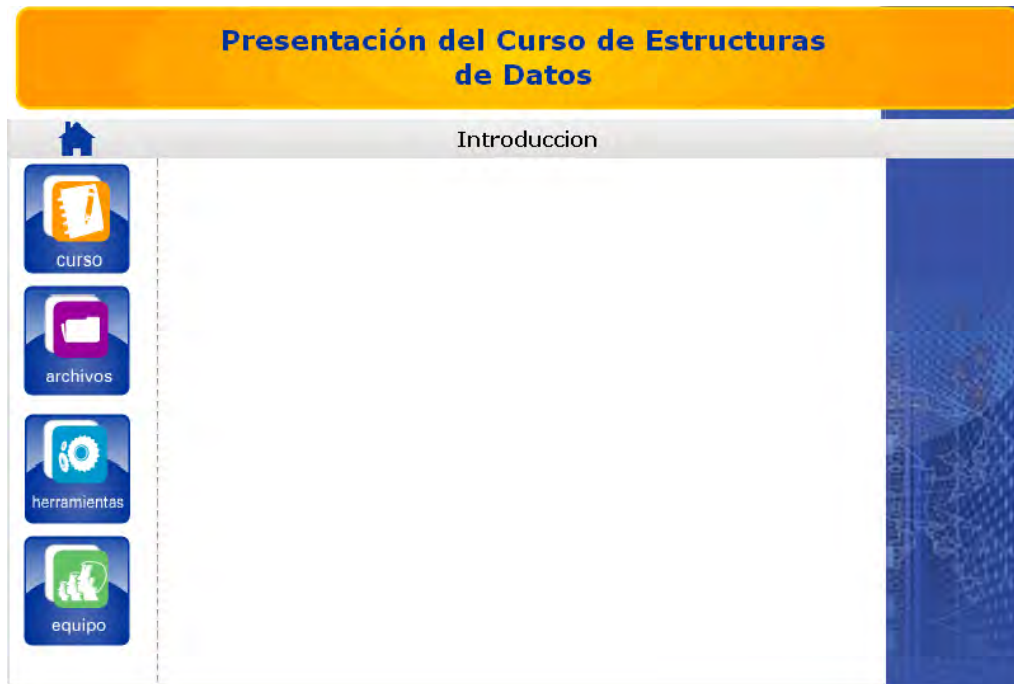 Presentación del Curso de Estructuras
de Datos
Introduccion
curso
archivos
herramientas
equipo